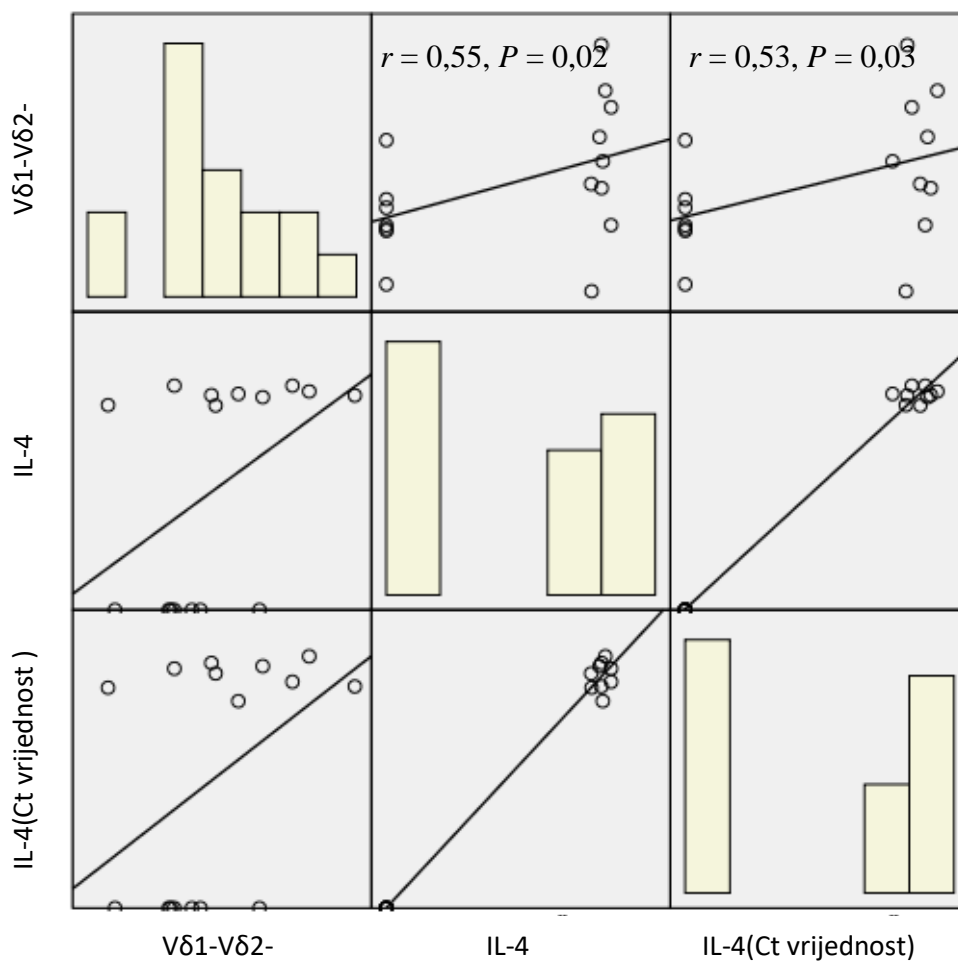 r = 0,55, P = 0,02
r = 0,53, P = 0,03
Vδ1-Vδ2-
IL-4
IL-4(Ct vrijednost )
Vδ1-Vδ2-
IL-4
IL-4(Ct vrijednost)